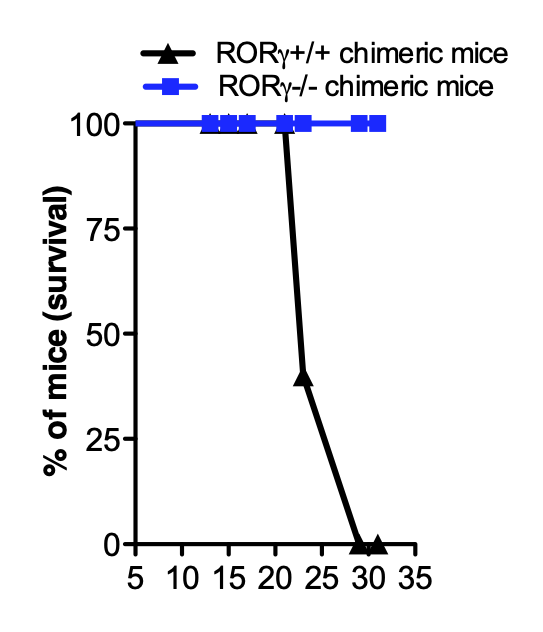 RORγ+/+ chimeric mice
RORγ-/- chimeric mice
% of mice (survival)
100
75
50
25
0
5 10 15 20 25 30 35